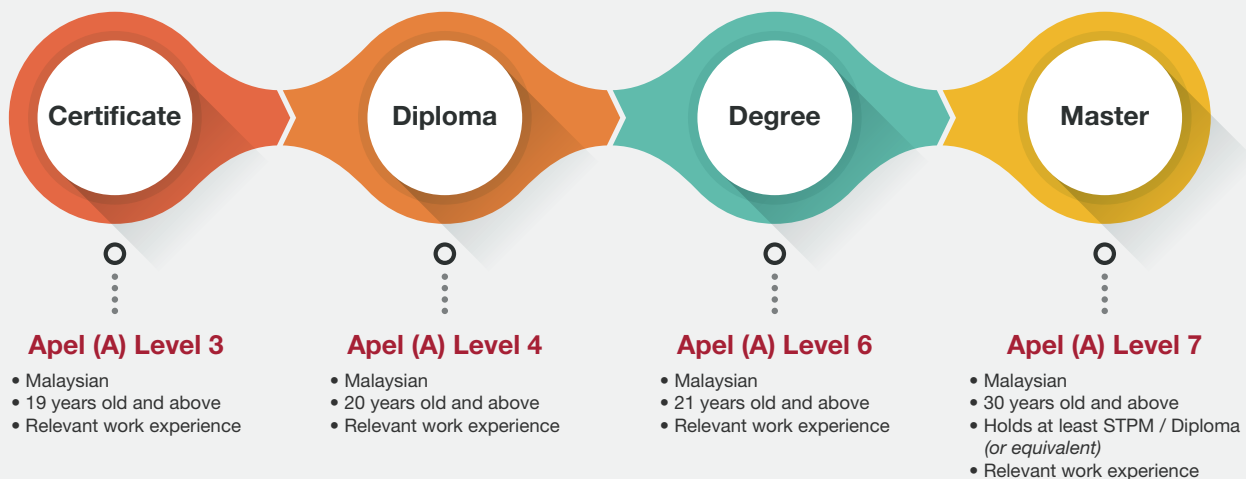 Certificate
Diploma
Degree
Master
Apel (A) Level 3
• Malaysian
• 19 years old and above
• Relevant work experience
Apel (A) Level 4
• Malaysian
• 20 years old and above
• Relevant work experience
Apel (A) Level 6
• Malaysian
• 21 years old and above
• Relevant work experience
Apel (A) Level 7
• Malaysian
• 30 years old and above
• Holds at least STPM / Diploma
(or equivalent)
• Relevant work experience